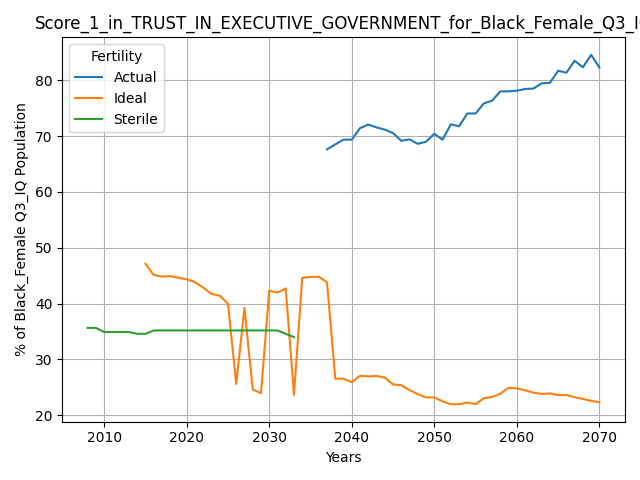 Score_1_in_TRUST_IN_EXECUTIVE_GOVERNMENT_for_Black_Female_Q3_I
Fertility
Actual
Ideal
Sterile
% of Black_Female Q3_IQ Population
80
70
60
50
40
30
20
2010 2020 2030 2040 2050 2060 2070
Years